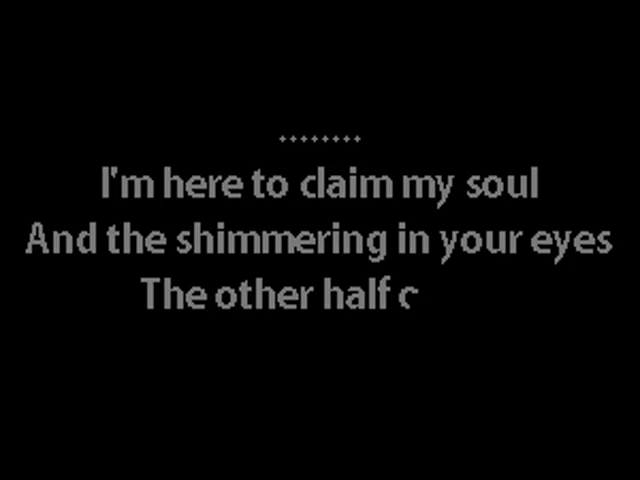 ........
I'm here to claim my soul
And the shimmering in your eyes
The other half